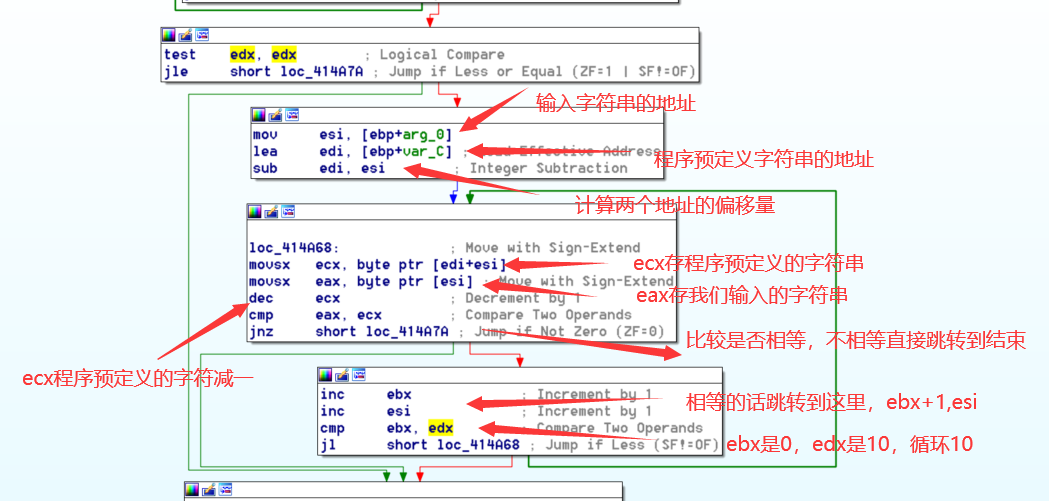 test edx, edx ; Logical Compare
jle short loc_414A7A ; Jump if Less or Equal (ZF=1 | SF!=OF)
输入字符串的地址
mov esi, [ebp+arg_0]
lea edi, [ebp+var_C] ; Effective Address
程序预定义字符串的地址
sub edi, esi ; Integer Subtraction
计算两个地址的偏移量
loc_414A68: ; Move with Sign-Extend
movsx ecx, byte ptr [edi+esi]
ecx存程序预定义的字符串
movsx eax, byte ptr [esi] ; Move with Sign-Extend
eax存我们输入的字符串
dec ecx ; Decrement by 1
cmp eax, ecx ; Compare Two Operands
jnz short loc_414A7A ; Jump if Not Zero (ZF=0)
比较是否相等，不相等直接跳转到结束
ecx程序预定义的字符减一
inc ebx ; Increment by 1
相等的话跳转到这里，ebx+1,esi
inc esi ; Increment by 1
cmp ebx, edx ; Compare Two Operands
jl short loc_414A68 ; Jump if Less (SF!=OF)
ebx是0，edx是10，循环10